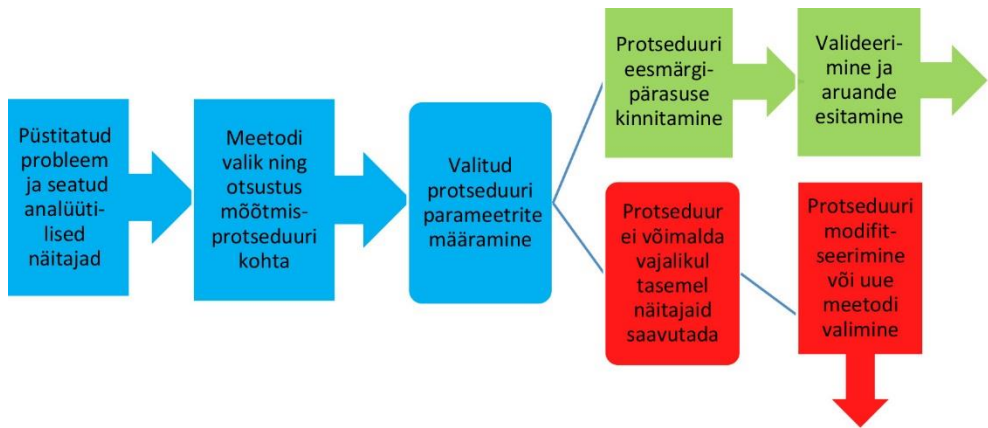 Püstitatud
probleem
ja seatud
analüüti-
lised
näitajad
Meetodi
valik ning
otsustus
mõõtmis-
protseduuri
kohta
Valitud
protseduuri
parameetrite
määramine
Protseduuri
eesmärgi-
pärasuse
kinnitamine
Valideeri-
mine ja
aruande
esitamine
Protseduur
ei võimalda
vajalikul
tasemel
näitajaid
saavutada
Protseduuri
modifit-
seerimine
või uue
meetodi
valimine